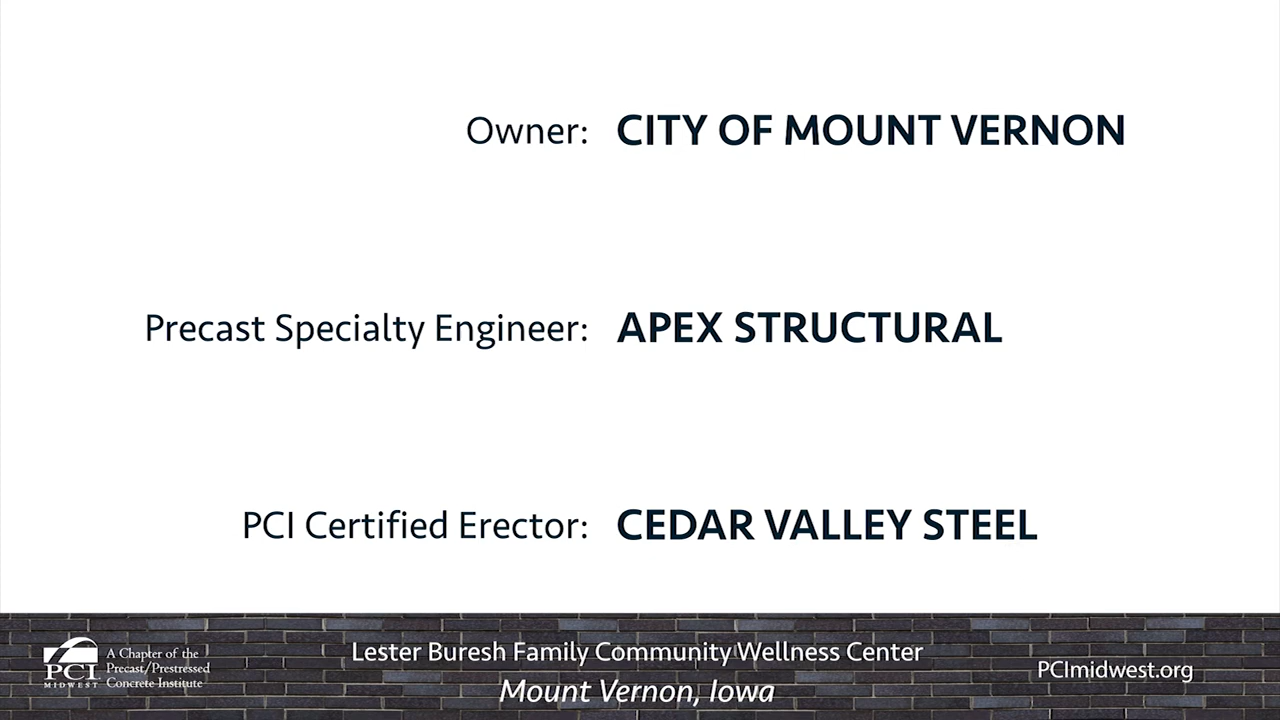 Owner: CITY OF MOUNT VERNON
Precast Specialty Engineer: APEX STRUCTURAL
PCI Certified Erector: CEDAR VALLEY STEEL
PCI
MIDWEST
A Chapter of the
Precast/Prestressed
Concrete Institute
Lester Buresh Family Community Wellness Center
Mount Vernon, Iowa
PCImidwest.org